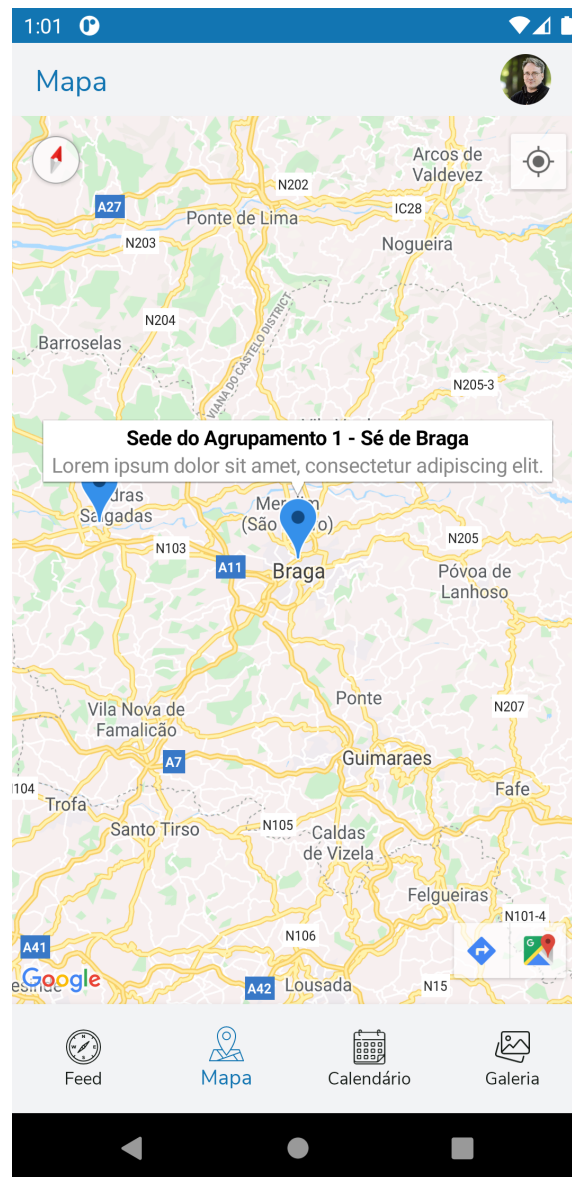 1:01
Mapa
Arcos de
Valdevez
N202
A27
IC28
Ponte de Lima
N203
Nogueira
N204
Barroselas
VIANA DO CASTELO DISTRICT
N205-3
Sede do Agrupamento 1 - Sé de Braga
Lorem ipsum dolor sit amet, consectetur adipiscing elit.
Salgadas
(São
N205
N103
A11
Braga
Póvoa de
Lanhoso
Ponte
Vila Nova de
Famalicão
N207
A7
Guimaraes
104
Trofa
Fafe
Santo Tirso
N105
Caldas
de Vizela
Felgueiras
N101-4
N106
A41
Google
A42
Lousada
N15
Feed
Mapa
Calendário
Galeria